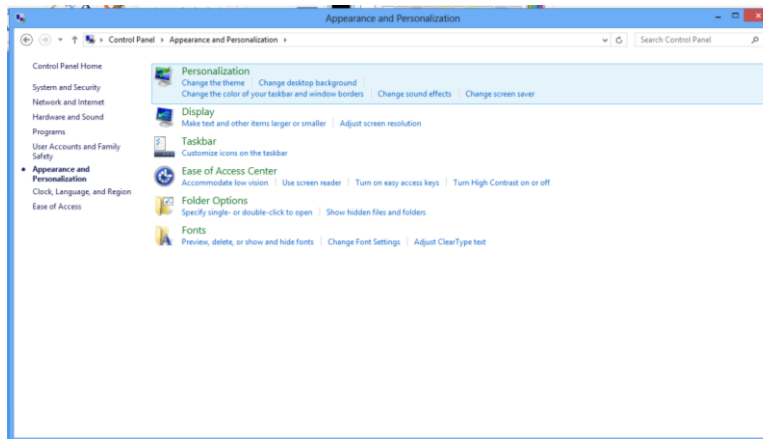 Appearance and Personalization
Control Panel Appearance and Personalization
Search Control Panel
Control Panel Home
System and Security
Network and Internet
Hardware and Sound
Programs
User Accounts and Family
Safety
Appearance and
Personalization
Clock, Language, and Region
Ease of Access
Personalization
Change the theme Change desktop background
Change the color of your taskbar and window borders Change sound effects Change screen saver
Display
Make text and other items larger or smaller Adjust screen resolution
Taskbar
Customize icons on the taskbar
Ease of Access Center
Accommodate low vision Use screen reader Turn on easy access keys Turn High Contrast on or off
Folder Options
Specify single- or double-click to open Show hidden files and folders
Fonts
Preview, delete, or show and hide fonts Change Font Settings Adjust ClearType text